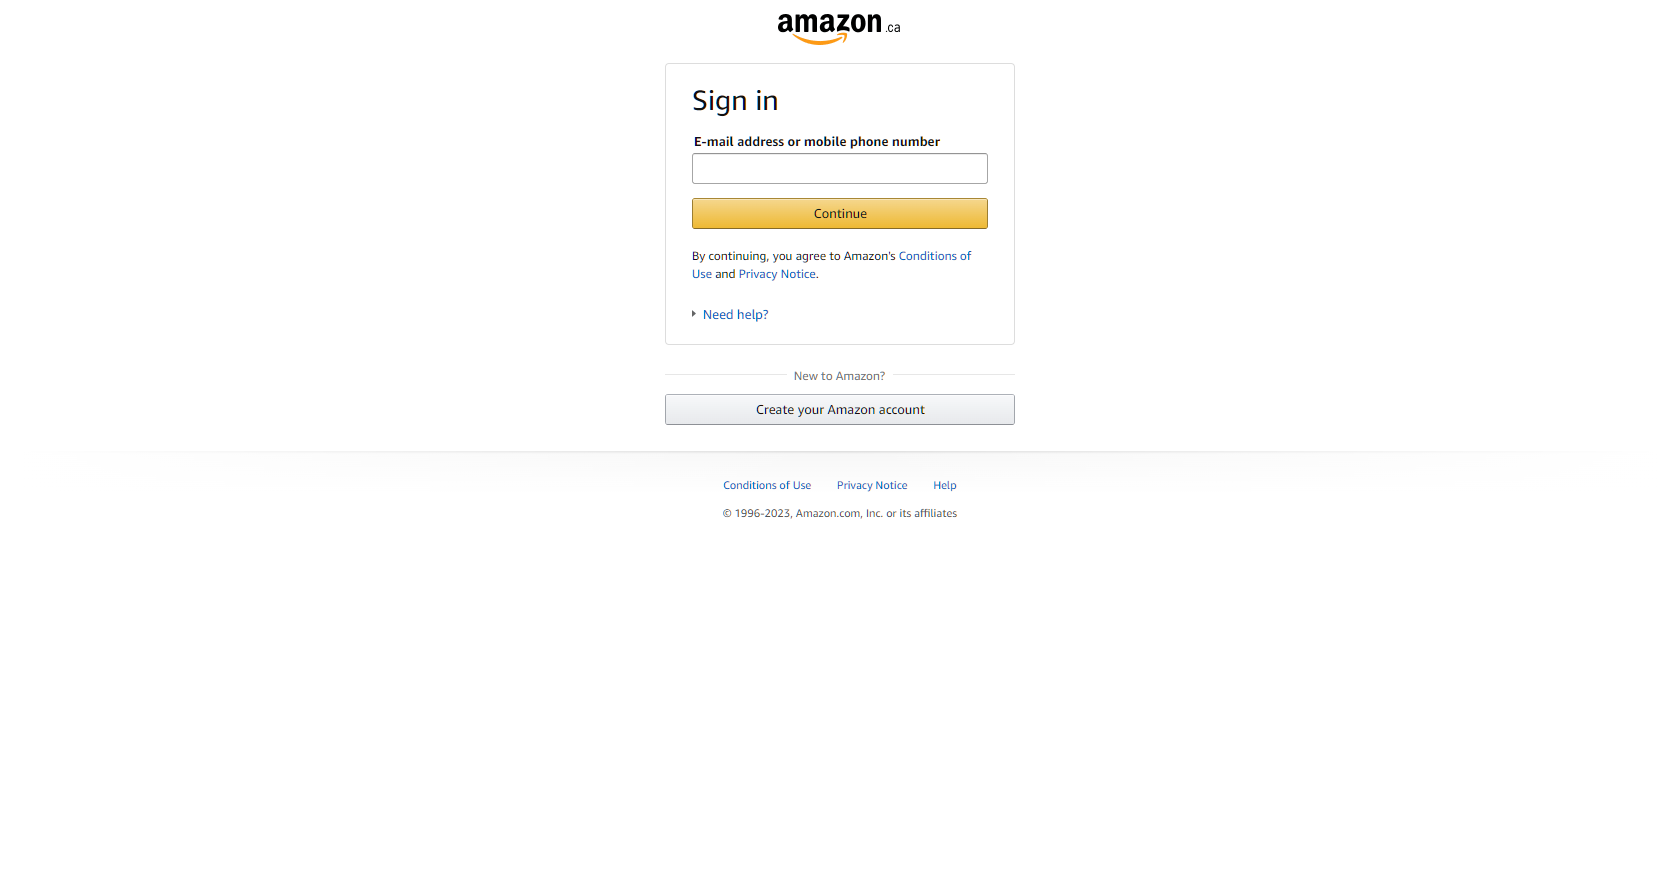 amazon.ca
Sign in
E-mail address or mobile phone number
Continue
By continuing, you agree to Amazon's Conditions of
Use and Privacy Notice.
Need help?
New to Amazon?
Create your Amazon account
Conditions of Use Privacy Notice Help
© 1996-2023, Amazon.com, Inc. or its affiliates